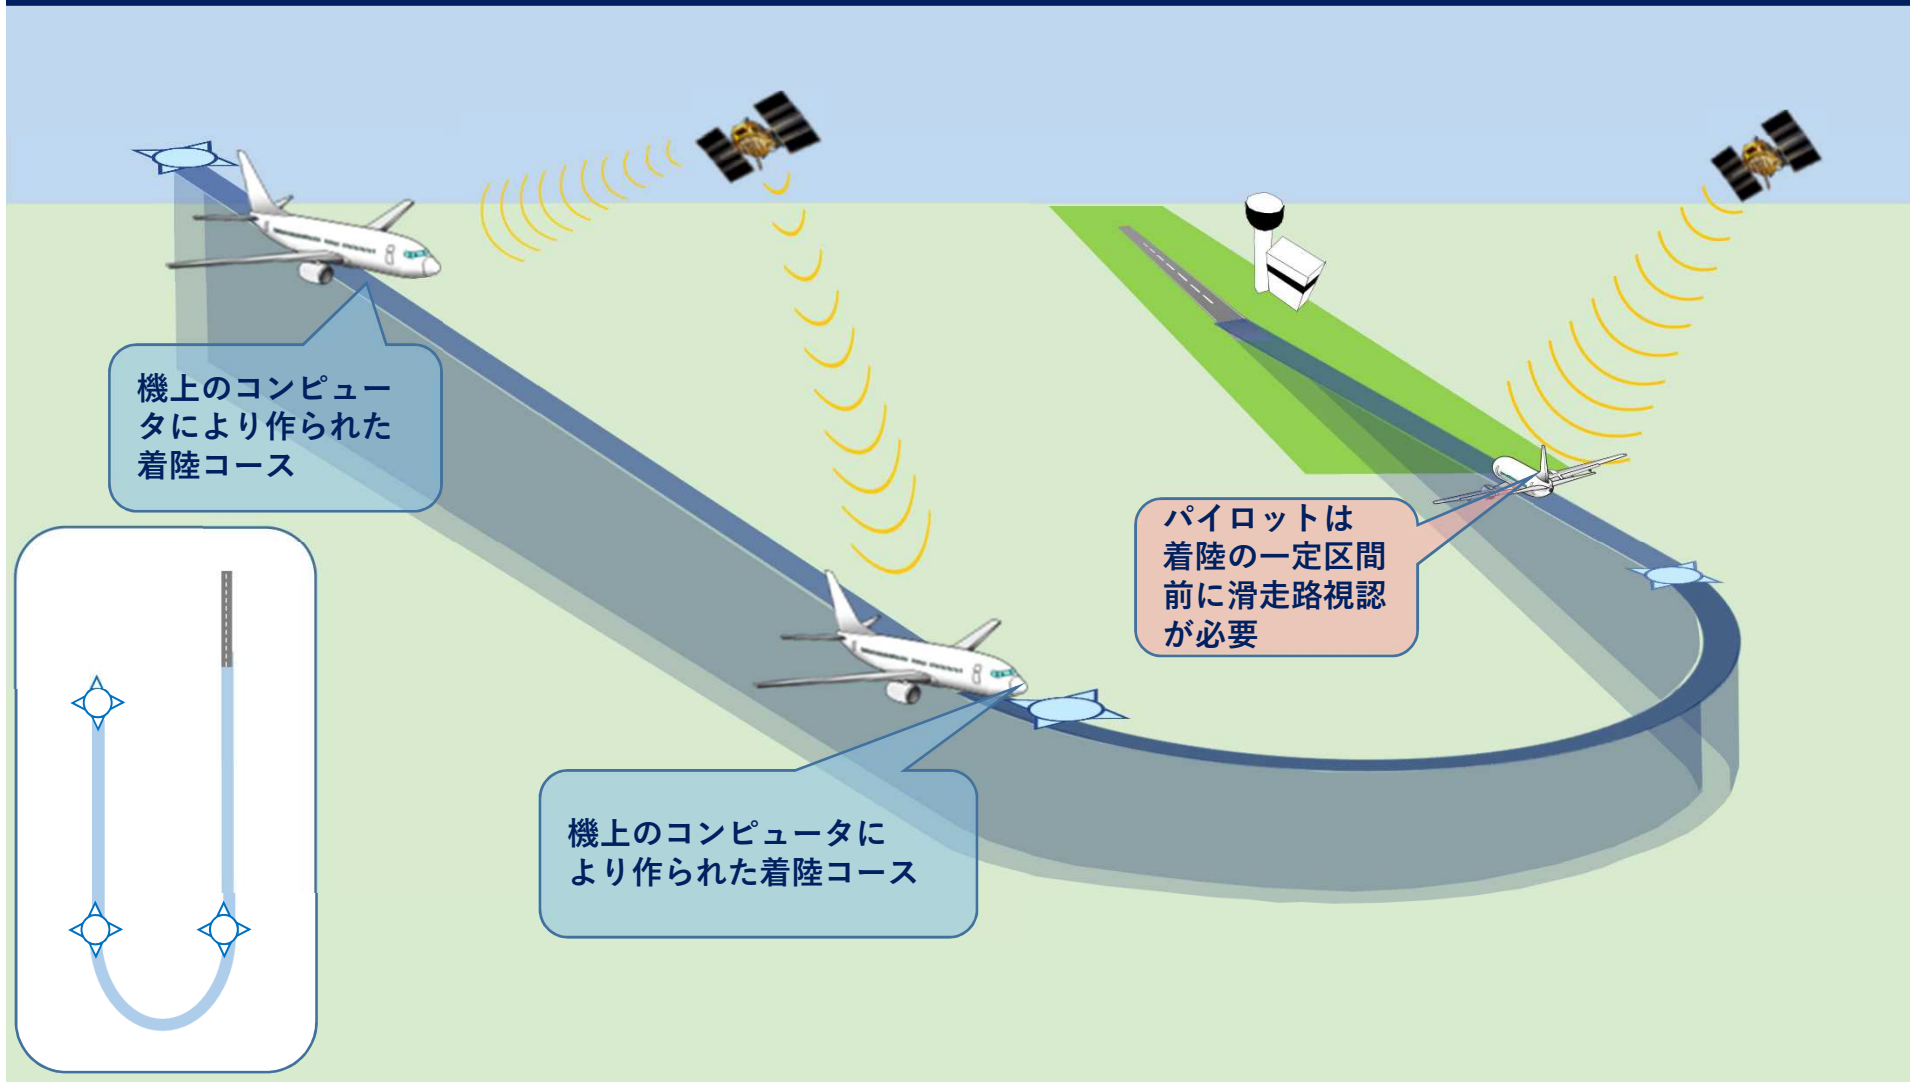 機上のコンピュー
タにより作られた
着陸コース
パイロットは
着陸の一定区間
前に滑走路視認
が必要
機上のコンピュータに
より作られた着陸コース